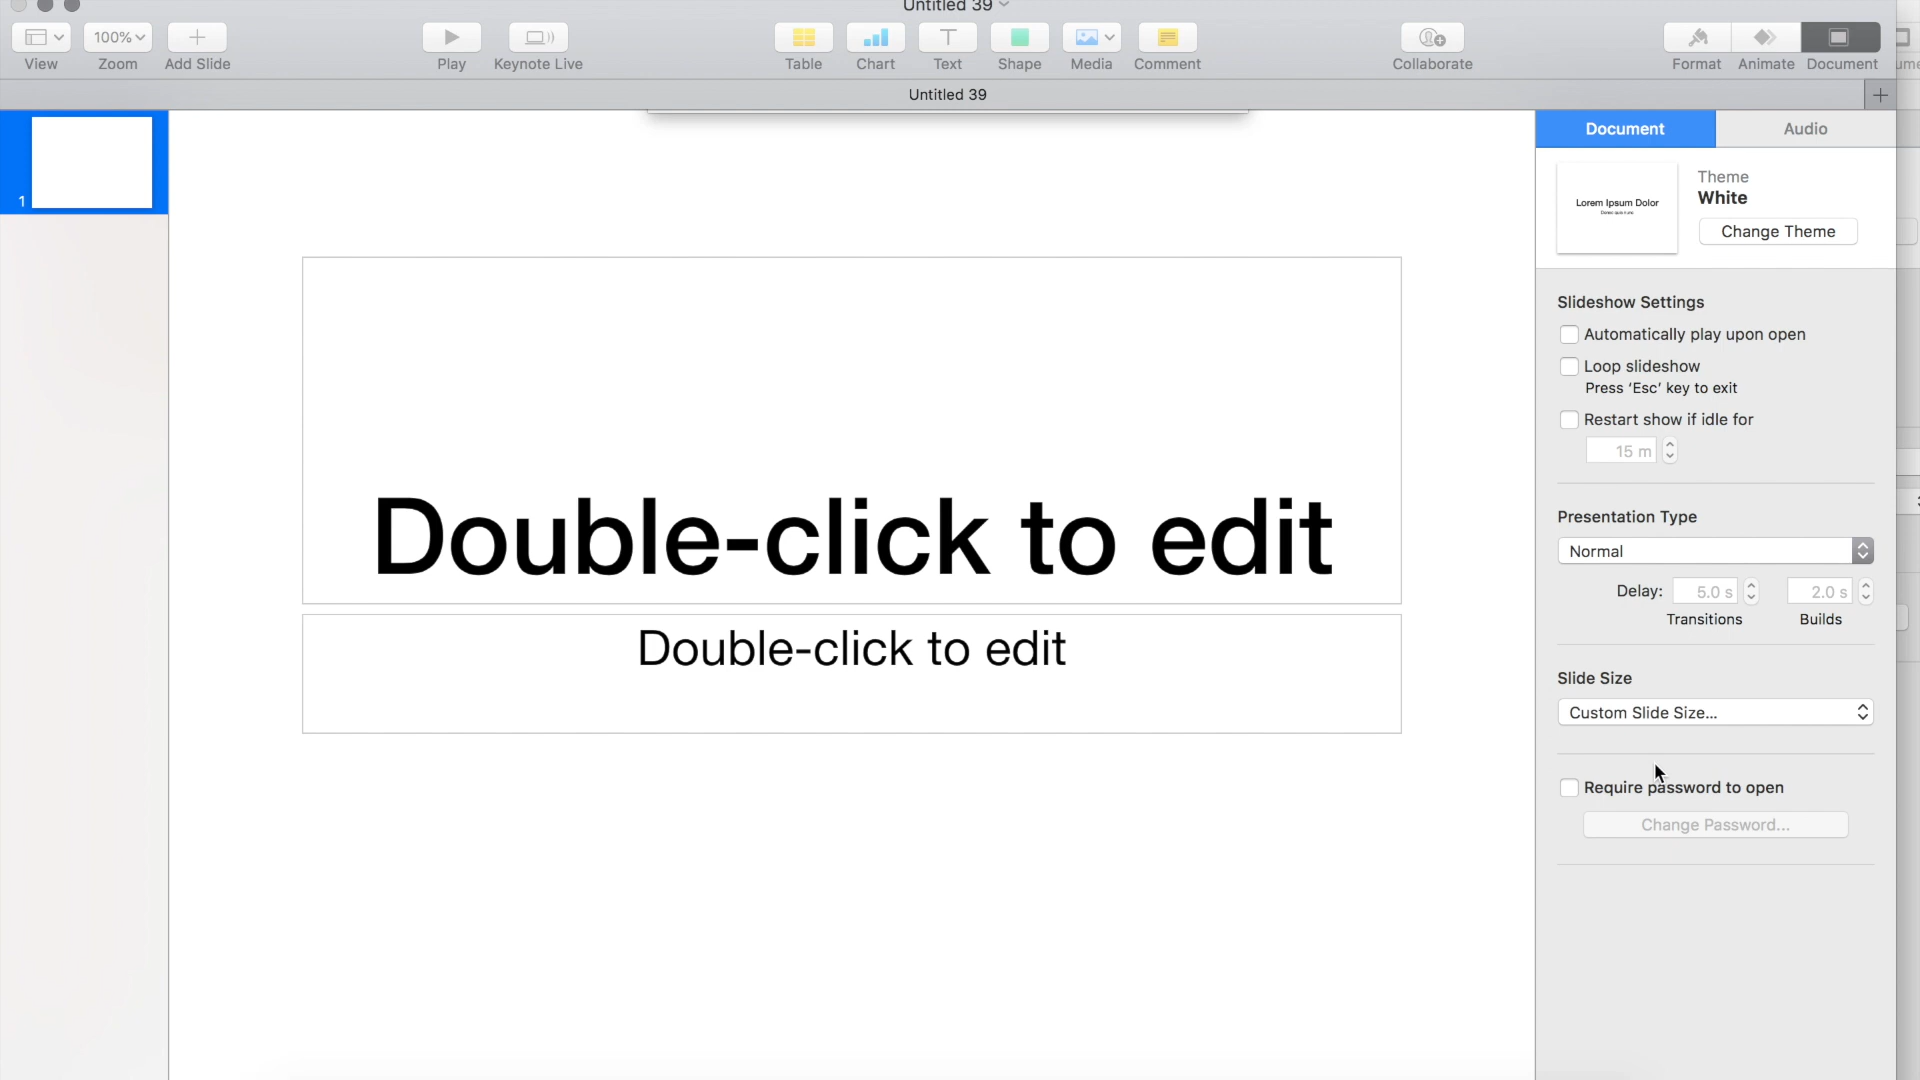 Untitled 39
100%
View
Zoom
Add Slide
Play
Keynote Live
Table
Chart
Text
Shape
Media
Comment
Collaborate
Format
Animate
Document
Untitled 39
1
Double-click to edit
Double-click to edit
Document
Audio
Lorem Ipsum Dolor
Theme
White
Change Theme
Slideshow Settings
Automatically play upon open
Loop slideshow
Press ‘Esc’ key to exit
Restart show if idle for
15 m
Presentation Type
Normal
Delay:
5.0 s
2.0 s
Transitions
Builds
Slide Size
Custom Slide Size...
Require password to open
Change Password...